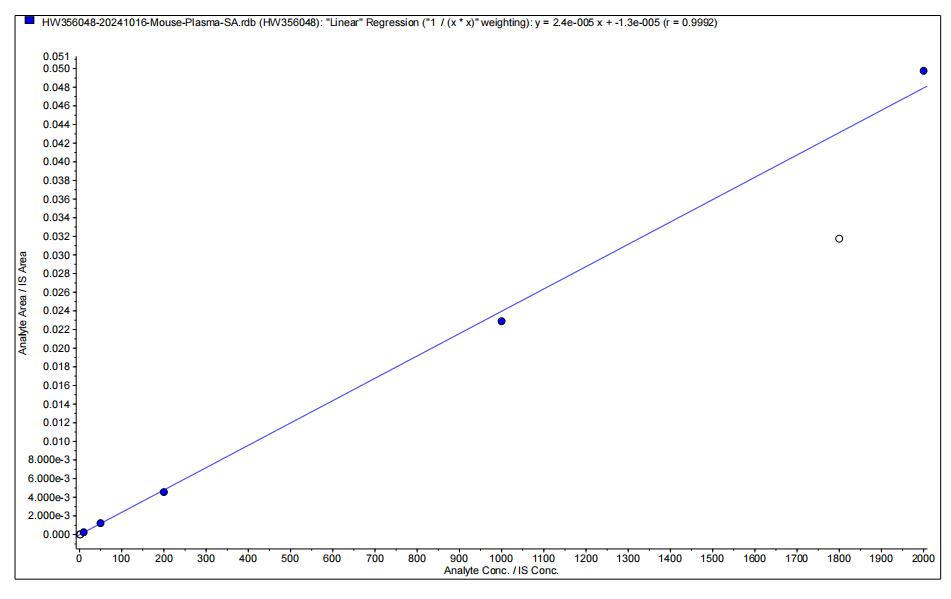 HW356048-20241016-Mouse-Plasma-SA.rdb (HW356048): "Linear" Regression ("1 / (x * x)" weighting): y = 2.4e-005 x + -1.3e-005 (r = 0.9992)
0.051
0.050
0.048
0.046
0.044
0.042
0.040
0.038
0.036
0.034
0.032
0.030
0.028
0.026
0.024
0.022
0.020
0.018
0.016
0.014
0.012
0.010
8.000e-3
6.000e-3
4.000e-3
2.000e-3
0.000
Analyte Area / IS Area
0 100 200 300 400 500 600 700 800 900 1000 1100 1200 1300 1400 1500 1600 1700 1800 1900 2000
Analyte Conc. / IS Conc.